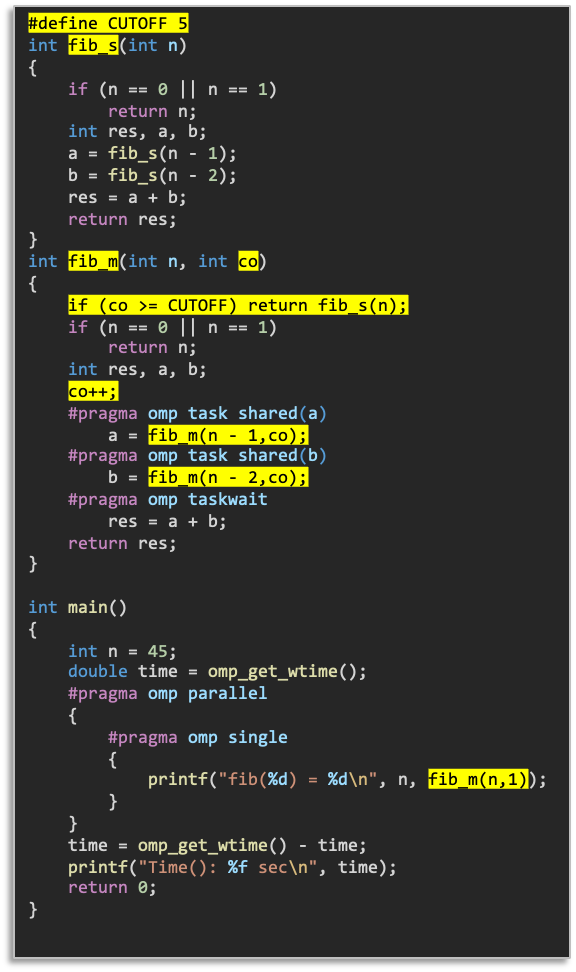 #define CUTOFF 5
int fib_s(int n)
{
    if (n == 0 || n == 1)
        return n;
    int res, a, b;
    a = fib_s(n - 1);
    b = fib_s(n - 2);
    res = a + b;
    return res;
}
int fib_m(int n, int co)
{
    if (co >= CUTOFF) return fib_s(n);
    if (n == 0 || n == 1)
        return n;
    int res, a, b;
    co++;
    #pragma omp task shared(a)
        a = fib_m(n - 1,co);
    #pragma omp task shared(b)
        b = fib_m(n - 2,co);
    #pragma omp taskwait
        res = a + b;
    return res;
}

int main()
{
    int n = 45;
    double time = omp_get_wtime();
    #pragma omp parallel
    {
        #pragma omp single
        {
            printf("fib(%d) = %d\n", n, fib_m(n,1));
        }
    }
    time = omp_get_wtime() - time;
    printf("Time(): %f sec\n", time);
    return 0;
}